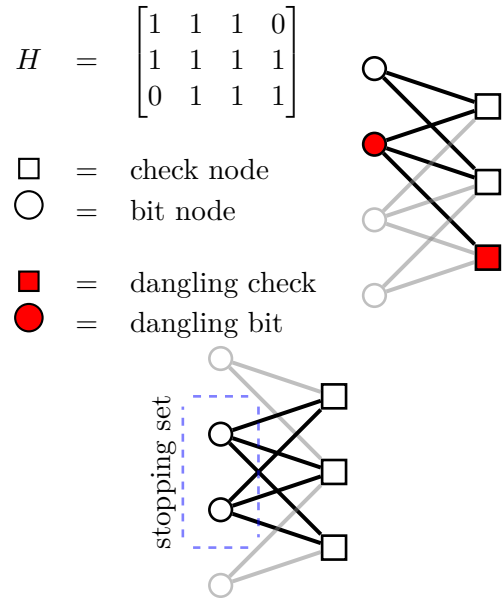 H = [1 1 1 0
1 1 1 1
0 1 1 1]
= check node
= bit node
= dangling check
= dangling bit
stopping set